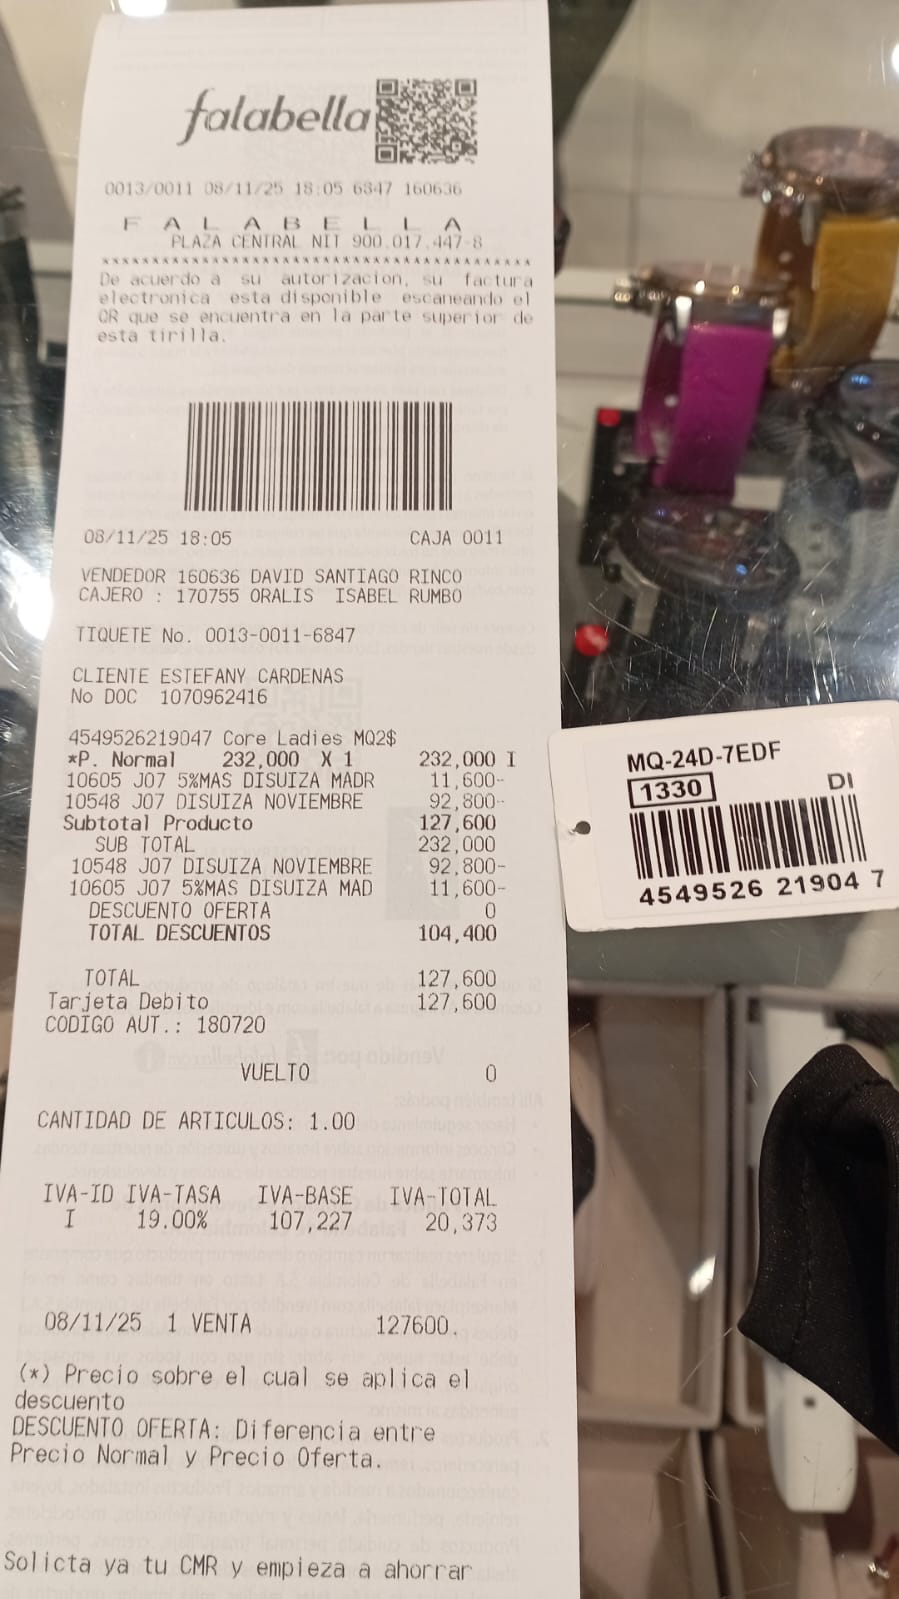 falabella
0013/0011 08/11/25 18:05 6847 160636
F A L A B E L L A
PLAZA CENTRAL NIT 900.017.447-8
******************************************
De acuerdo a su autorizacion, su factura
electronica esta disponible escaneando el
QR que se encuentra en la parte superior de
esta tirilla.
08/11/25 18:05 CAJA 0011
VENDEDOR 160636 DAVID SANTIAGO RINCO
CAJERO : 170755 ORALIS ISABEL RUMBO
TIQUETE No. 0013-0011-6847
CLIENTE ESTEFANY CARDENAS
No DOC 1070962416
4549526219047 Core Ladies MQ2$
*P. Normal 232,000 X 1 232,000 I
10605 J07 5%MAS DISUIZA MADR 11,600-
10548 J07 DISUIZA NOVIEMBRE 92,800-
Subtotal Producto 127,600
SUB TOTAL 232,000
10548 J07 DISUIZA NOVIEMBRE 92,800-
10605 J07 5%MAS DISUIZA MAD 11,600-
DESCUENTO OFERTA 0
TOTAL DESCUENTOS 104,400
TOTAL 127,600
Tarjeta Debito 127,600
CODIGO AUT.: 180720
VUELTO 0
CANTIDAD DE ARTICULOS: 1.00
IVA-ID IVA-TASA IVA-BASE IVA-TOTAL
I 19.00% 107,227 20,373
08/11/25 1 VENTA 127600.
(*) Precio sobre el cual se aplica el
descuento
DESCUENTO OFERTA: Diferencia entre
Precio Normal y Precio Oferta.
Solicta ya tu CMR y empieza a ahorrar
MQ-24D-7EDF
1330 DI
4549526 21904 7